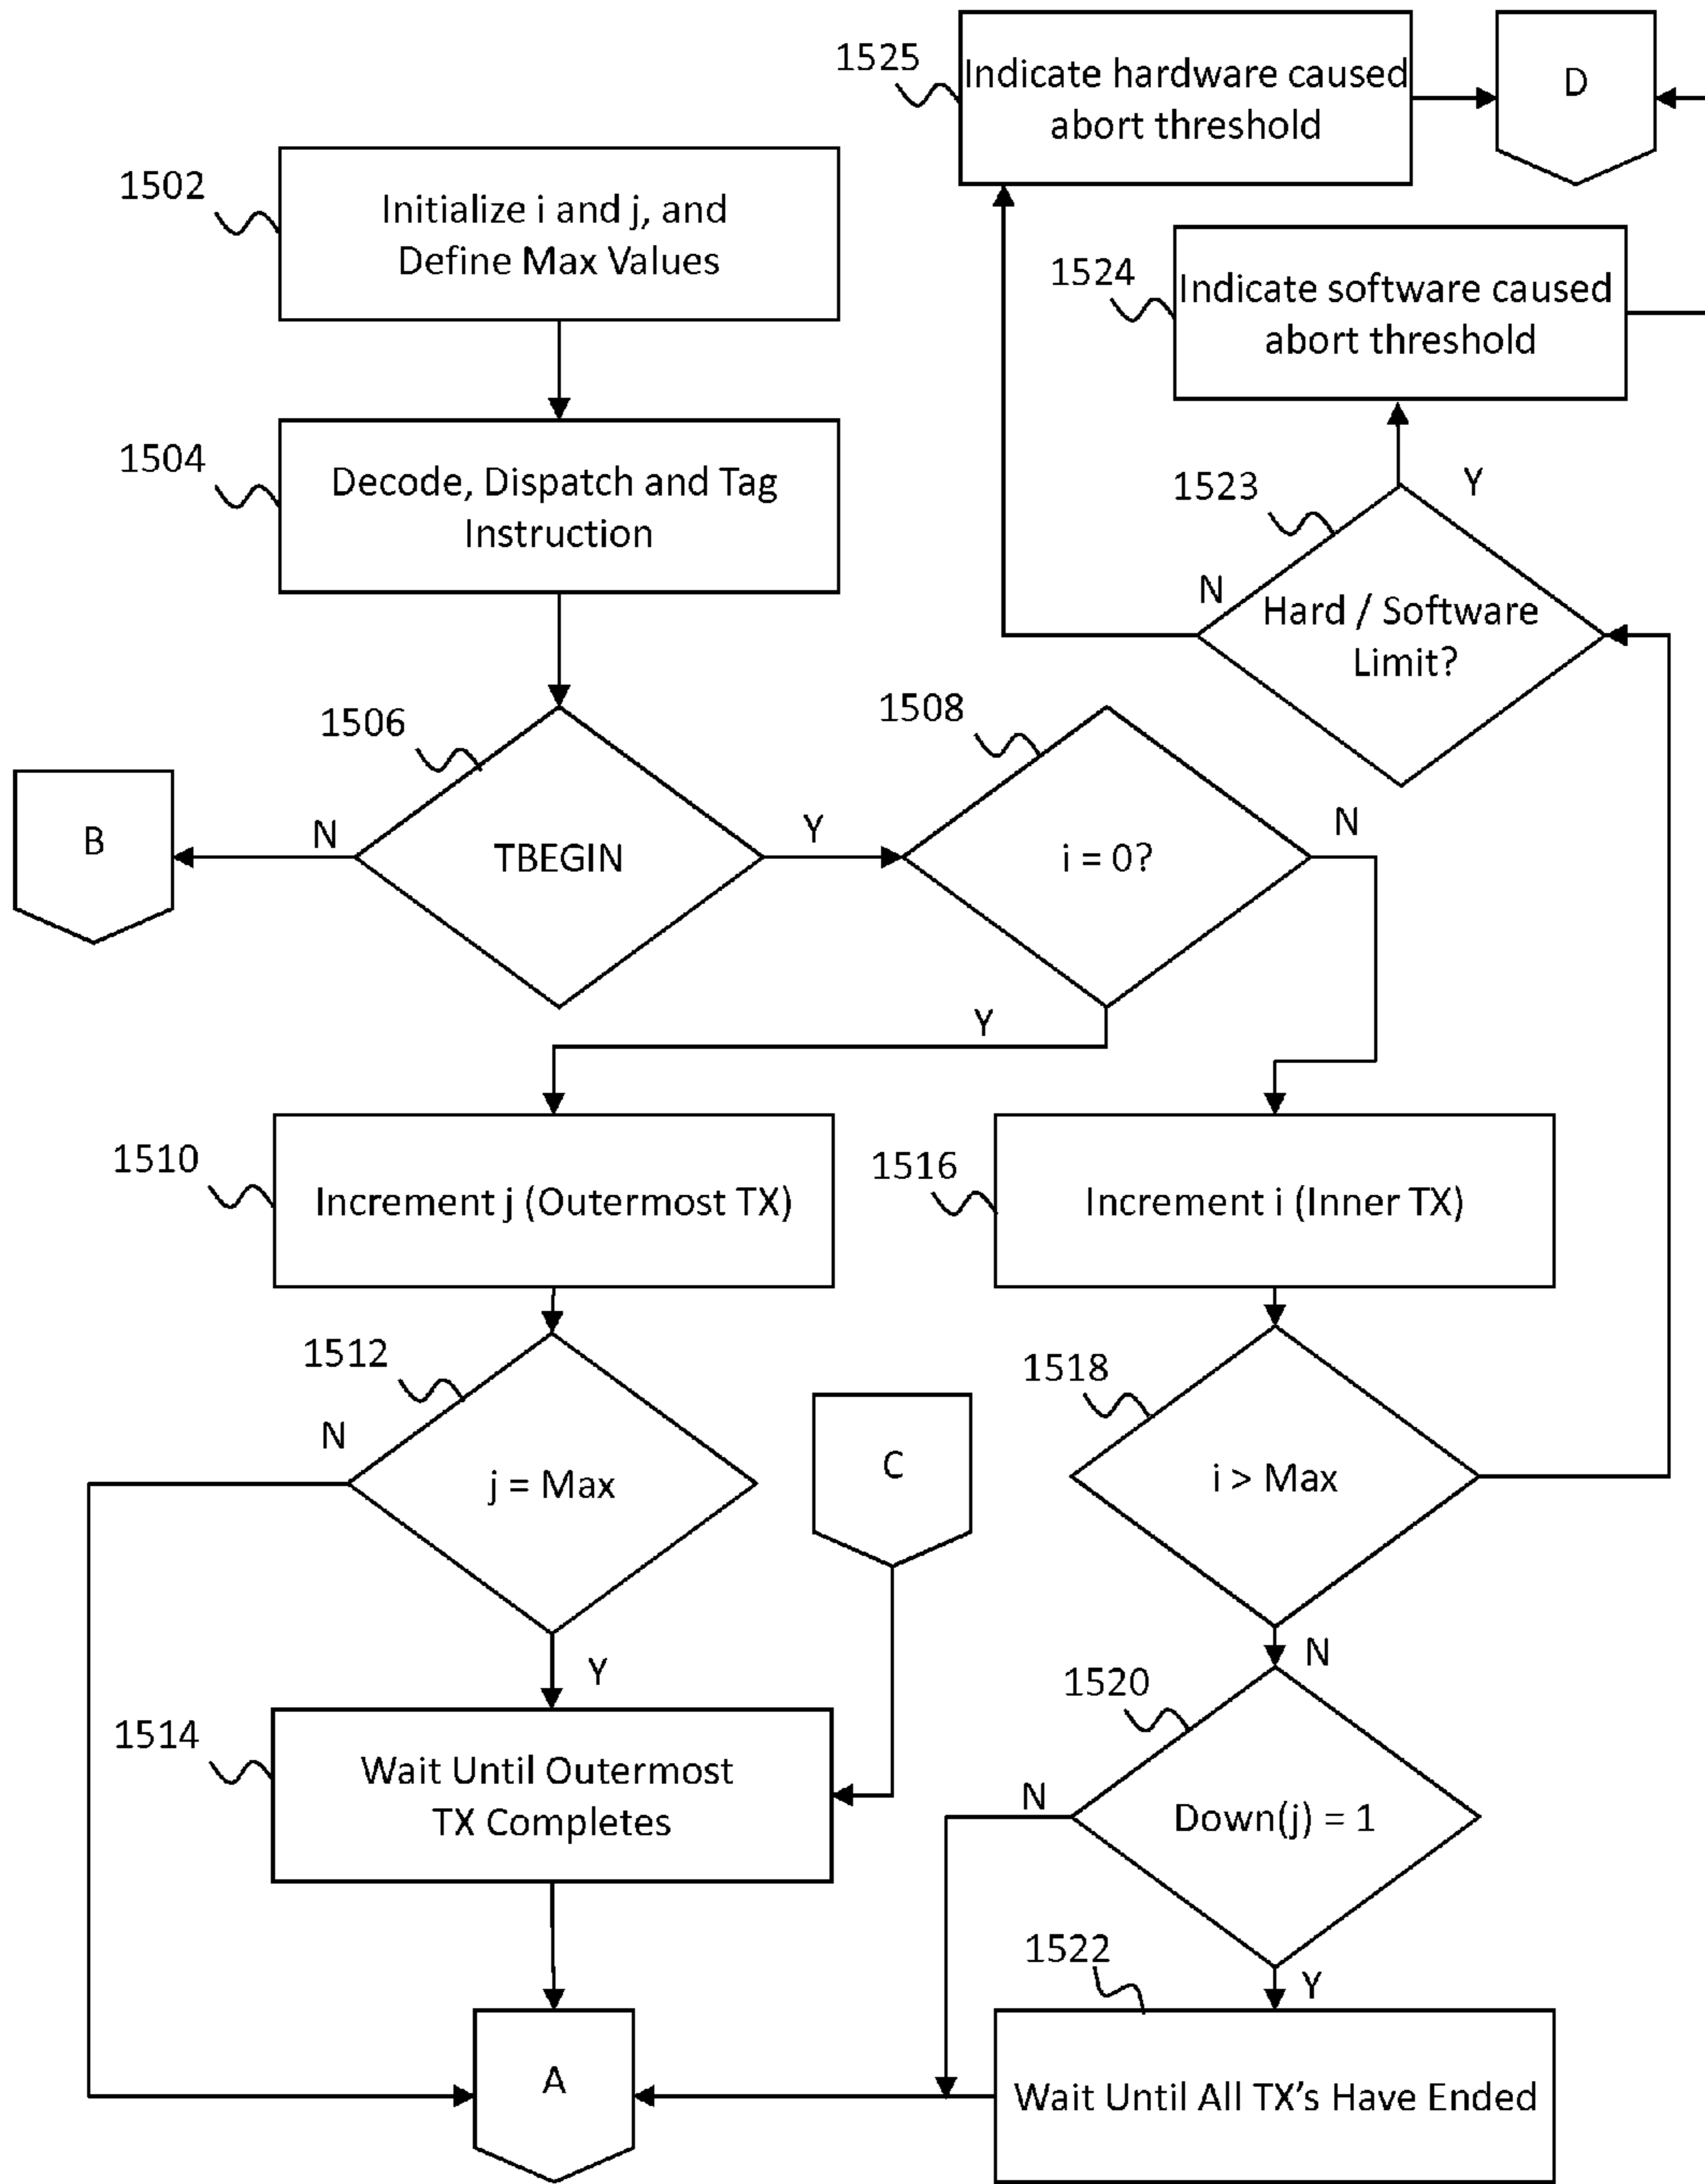 1525
Indicate hardware caused
abort threshold
D
1502
Initialize i and j, and
Define Max Values
1524
Indicate software caused
abort threshold
1504
Decode, Dispatch and Tag
Instruction
1523
Y
N
Hard / Software
Limit?
1506
1508
B
N
TBEGIN
Y
i = 0?
N
Y
1510
Increment j (Outermost TX)
1516
Increment i (Inner TX)
1512
N
j = Max
Y
C
1518
i > Max
N
1514
Wait Until Outermost
TX Completes
1520
N
Down(j) = 1
Y
1522
A
Wait Until All TX's Have Ended